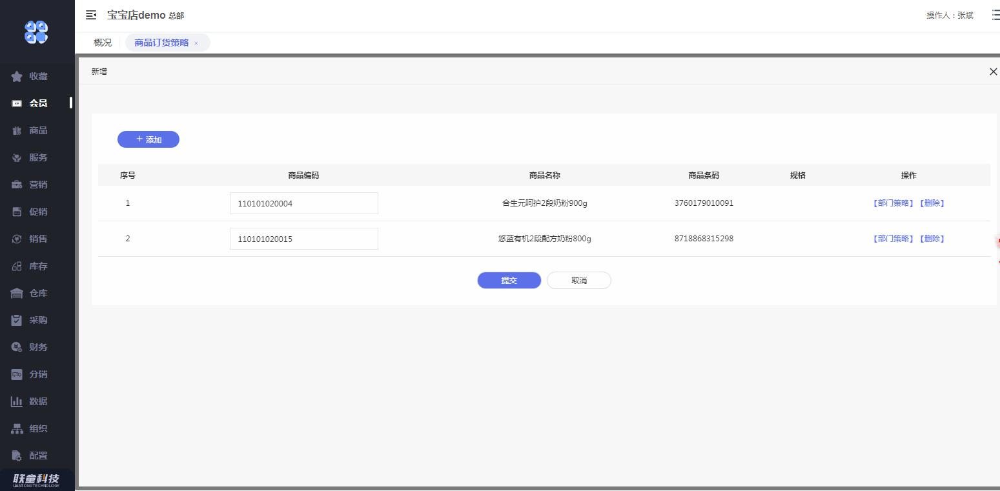 宝宝店demo 总部
操作人：张斌
概况
商品订货策略 ×
收藏
会员
商品
服务
营销
促销
销售
库存
仓库
采购
财务
分销
数据
组织
配置
联童科技
LIANTONGTECHNOLOGY
新增
+ 添加
序号 商品编码 商品名称 商品条码 规格 操作
1 110101020004 合生元呵护2段奶粉900g 3760179010091 【部门策略】【删除】
2 110101020015 悠蓝有机2段配方奶粉800g 8718868315298 【部门策略】【删除】
提交 取消